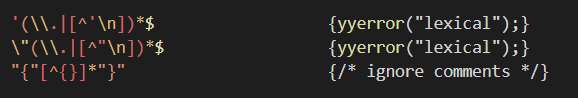 '(\\.|[^'\n])*$ {yyerror("lexical");}
\"(\\.|[^"\n])*$ {yyerror("lexical");}
"{"[^{}]*"}" {/* ignore comments */}